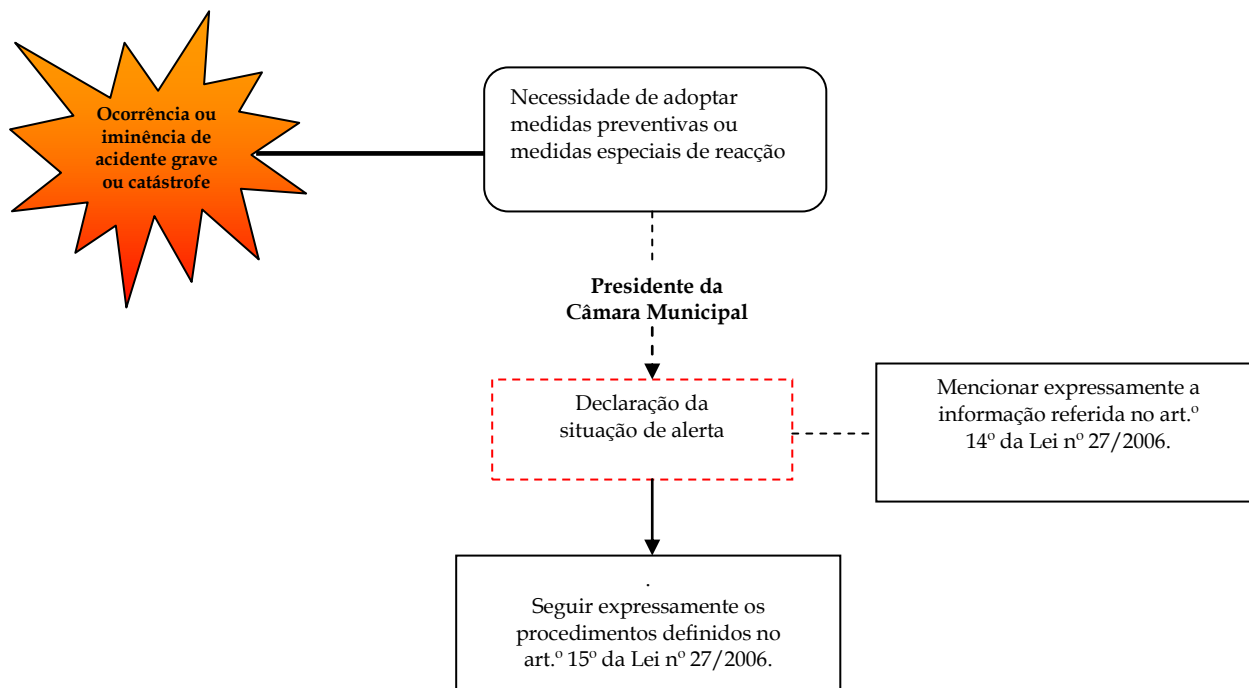 Ocorrência ou
iminência de
acidente grave
ou catástrofe
Necessidade de adoptar
medidas preventivas ou
medidas especiais de reacção
Presidente da
Câmara Municipal
Declaração da
situação de alerta
Mencionar expressamente a
informação referida no art.º
14º da Lei nº 27/2006.
.
Seguir expressamente os
procedimentos definidos no
art.º 15º da Lei nº 27/2006.